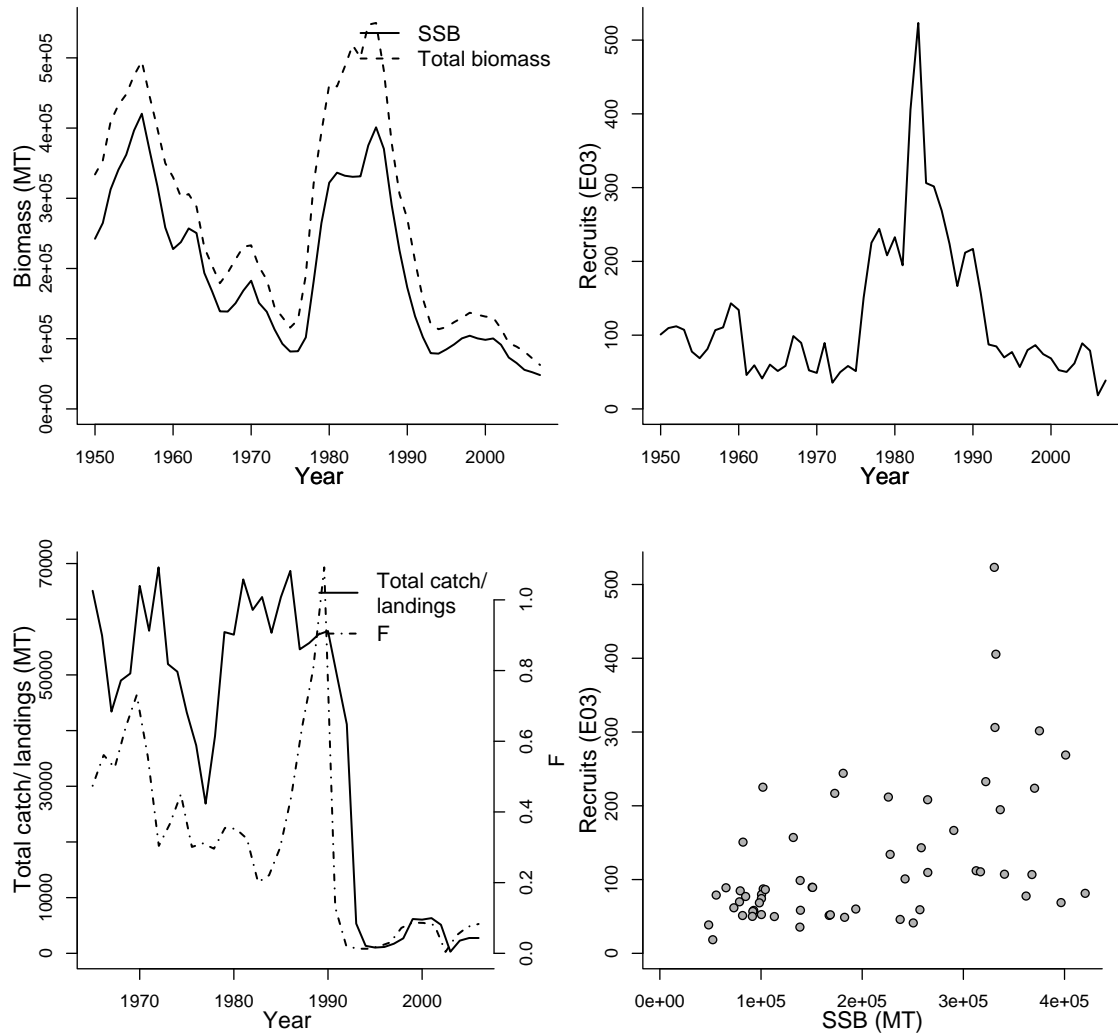 SSB
Total biomass
Biomass (MT)
0e+00 1e+05 2e+05 3e+05 4e+05 5e+05
1950 1960 1970 1980 1990 2000
Year
Recruits (E03)
0 100 200 300 400 500
1950 1960 1970 1980 1990 2000
Year
Total catch/
landings
F
Total catch/ landings (MT)
0 10000 30000 50000 70000
0.0 0.2 0.4 0.6 0.8 1.0
F
1970 1980 1990 2000
Year
Recruits (E03)
0 100 200 300 400 500
0e+00 1e+05 2e+05 3e+05 4e+05
SSB (MT)